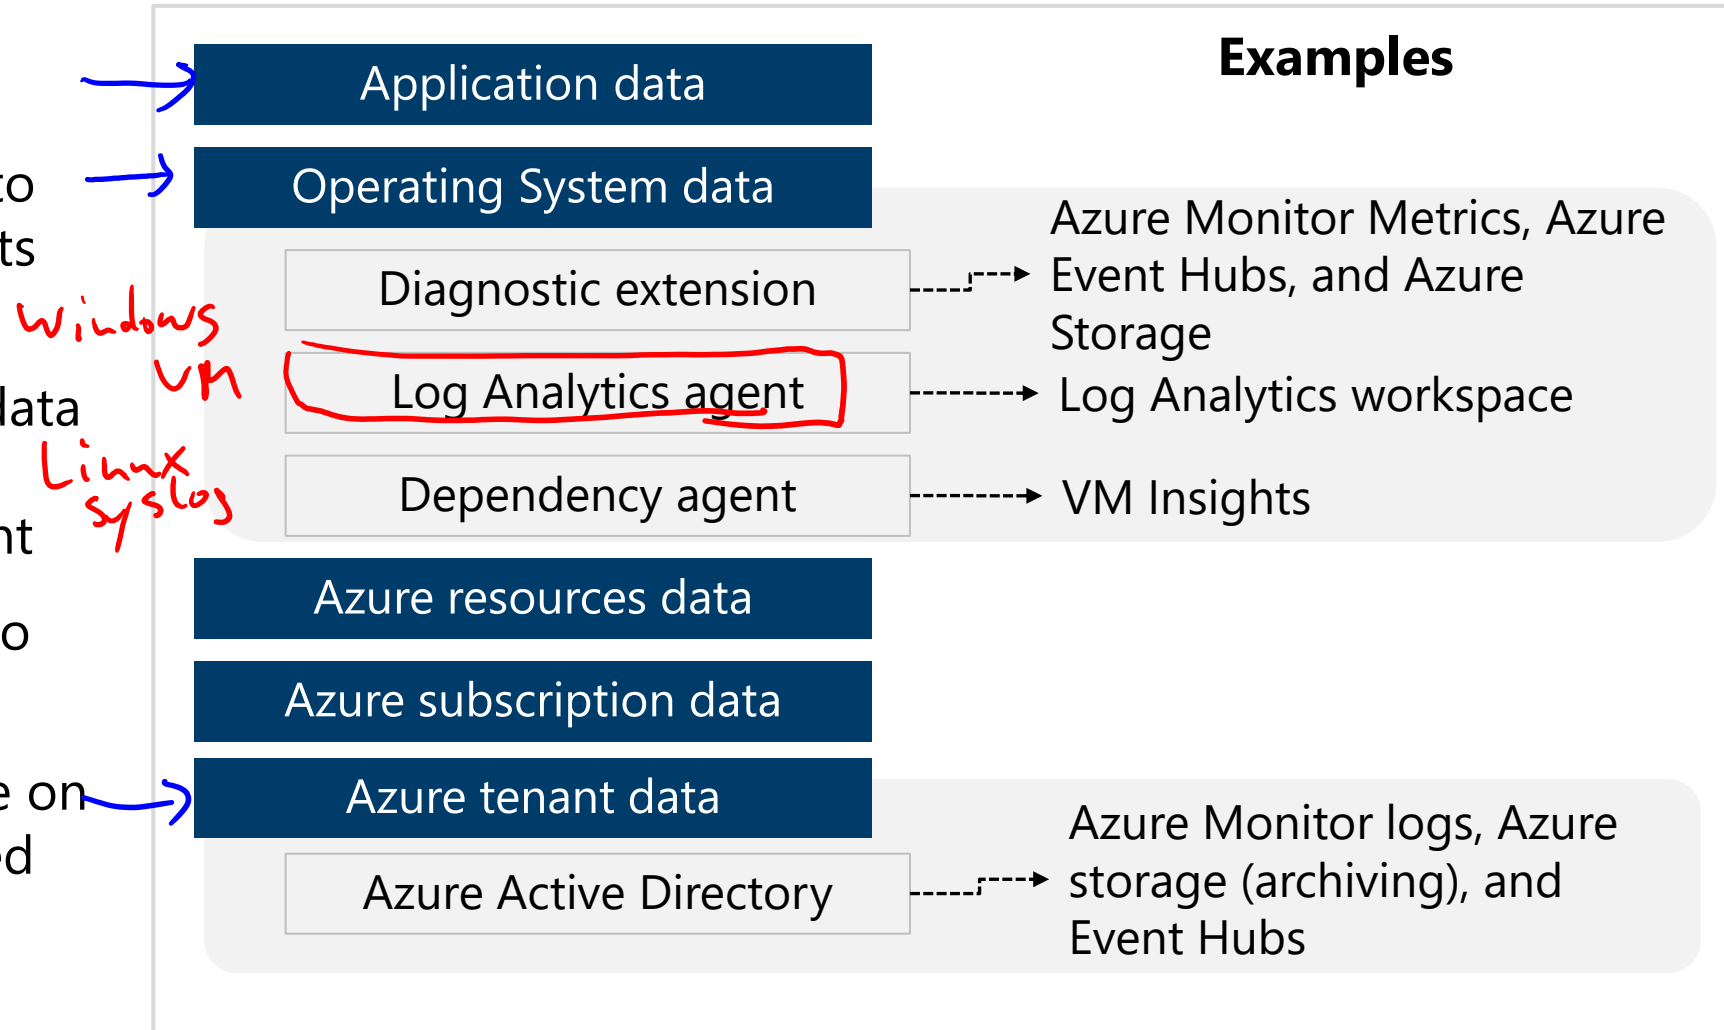 Examples
Application data
Operating System data
to
ts
Diagnostic extension
Azure Monitor Metrics, Azure
Event Hubs, and Azure
Storage
Windows
VM
Log Analytics agent
Log Analytics workspace
data
Linux
syslog
Dependency agent
VM Insights
nt
o
Azure resources data
Azure subscription data
Azure tenant data
e on
ed
Azure Active Directory
Azure Monitor logs, Azure
storage (archiving), and
Event Hubs